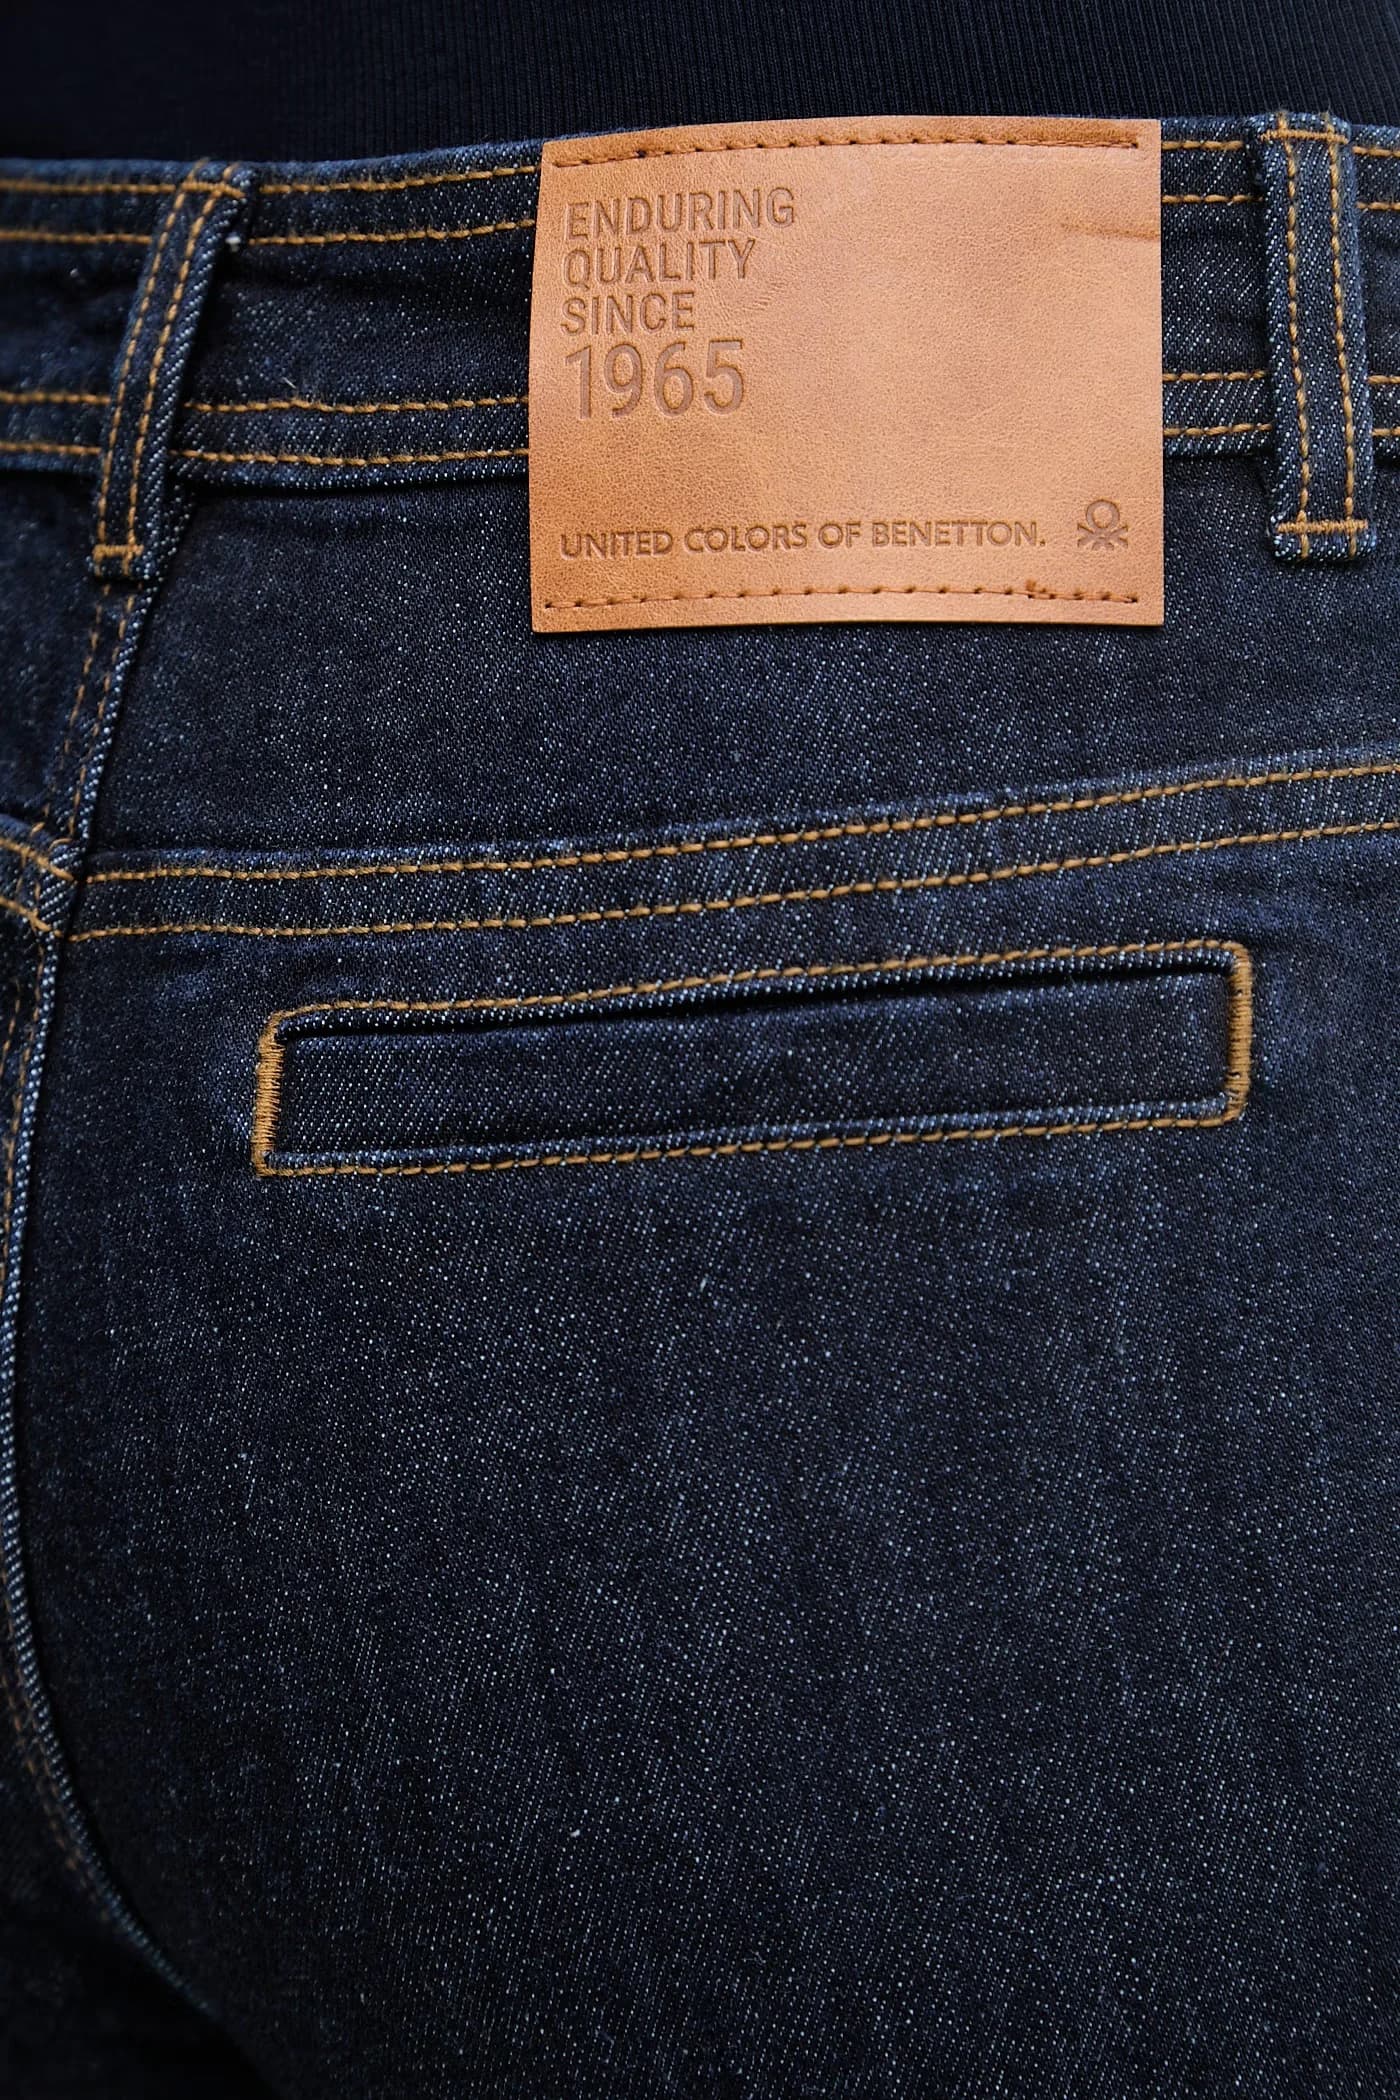 ENDURING
QUALITY
SINCE
1965
UNITED COLORS OF BENETTON.